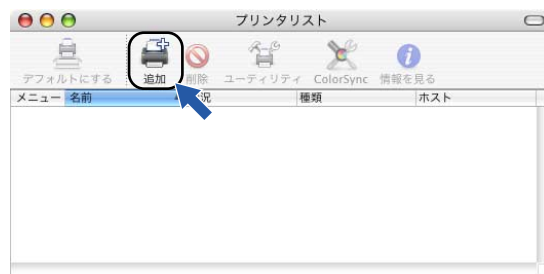 プリンタリスト
デフォルトにする 追加 削除 ユーティリティ ColorSync 情報を見る
メニュー 名前 況 種類 ホスト